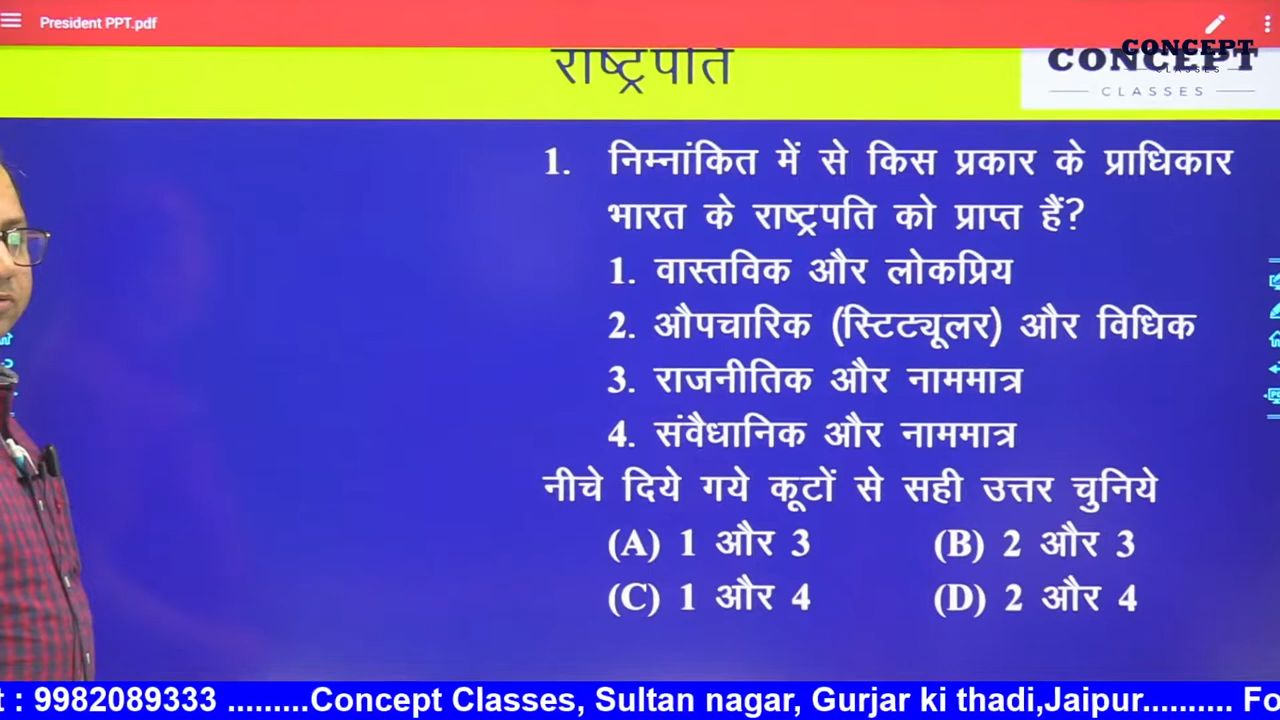 President PPT.pdf
राष्ट्रपति
CONCEPT
CLASSES
CONCEPT
CLASSES
1. निम्नांकित में से किस प्रकार के प्राधिकार
भारत के राष्ट्रपति को प्राप्त हैं?
1. वास्तविक और लोकप्रिय
2. औपचारिक (स्टिट्यूलर) और विधिक
3. राजनीतिक और नाममात्र
4. संवैधानिक और नाममात्र
नीचे दिये गये कूटों से सही उत्तर चुनिये
(A) 1 और 3 (B) 2 और 3
(C) 1 और 4 (D) 2 और 4
t : 9982089333 .........Concept Classes, Sultan nagar, Gurjar ki thadi,Jaipur.......... Fo